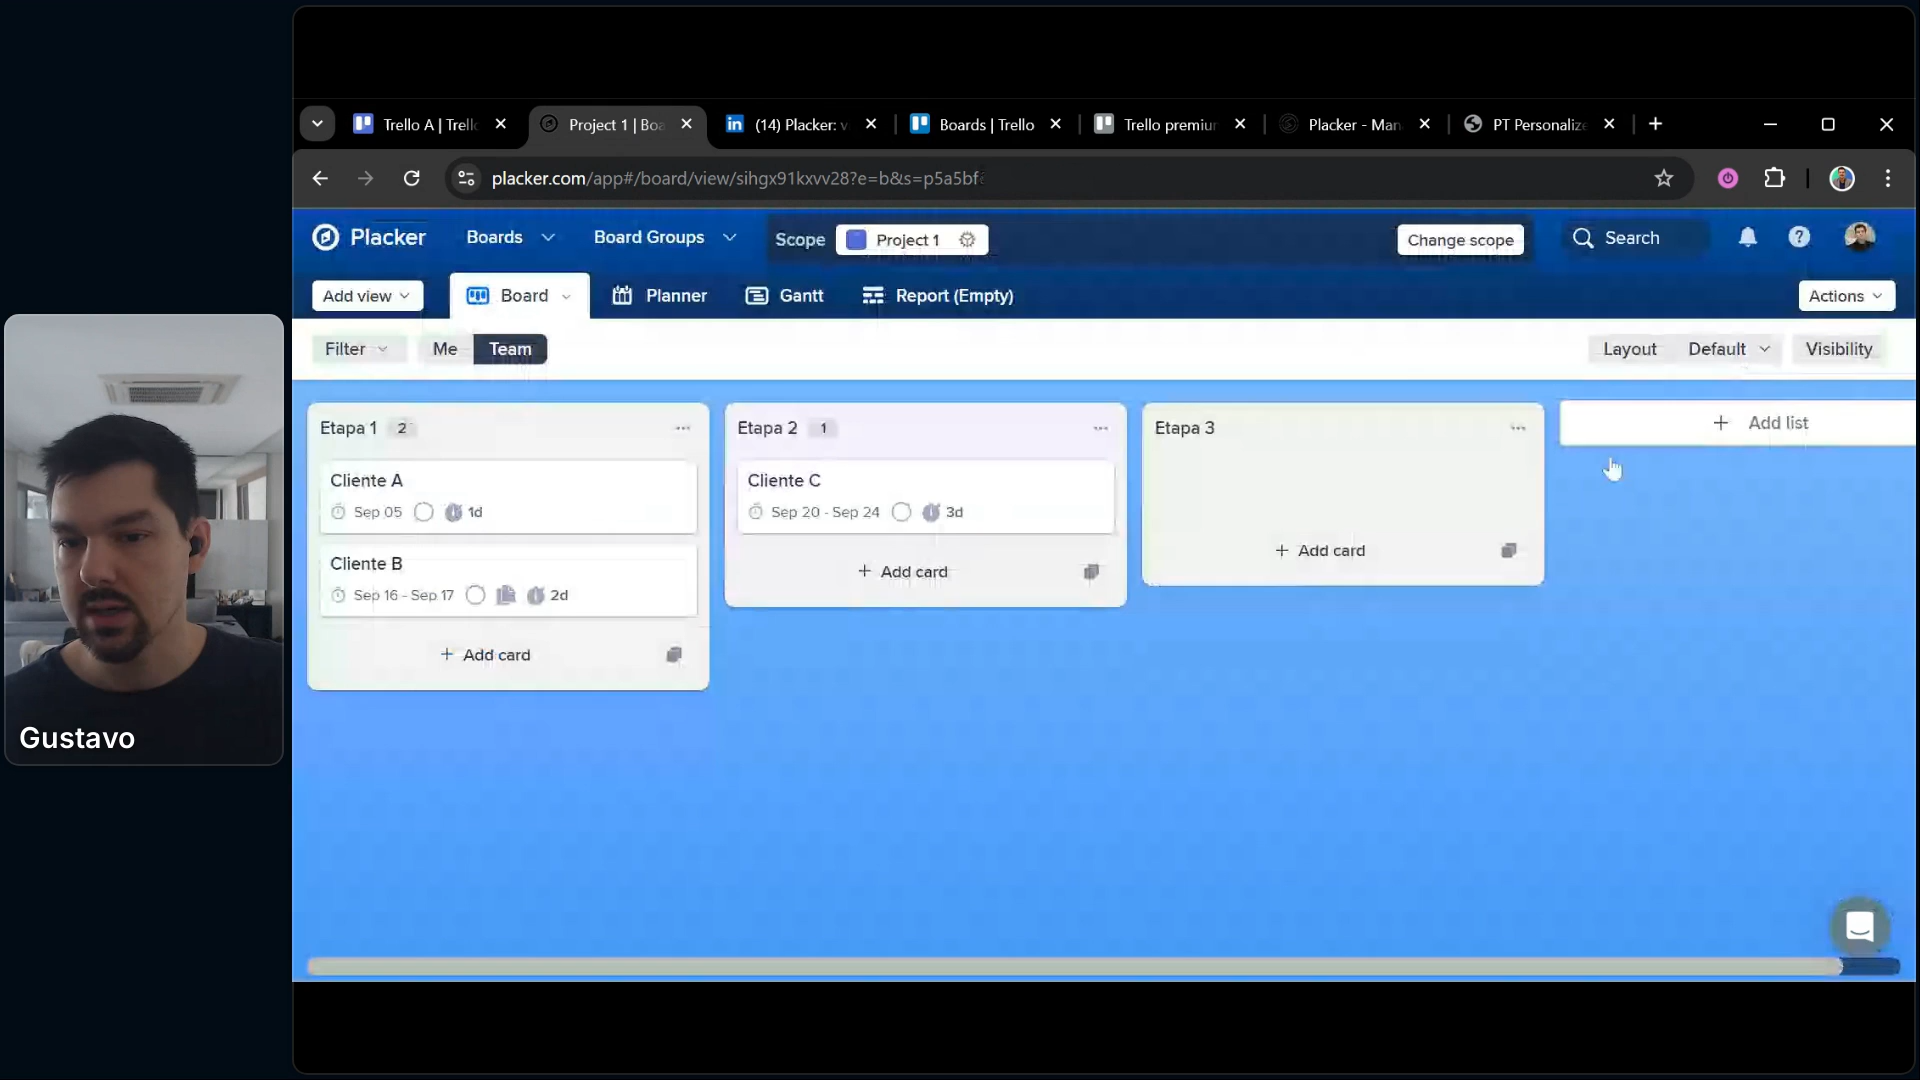 Trello A | Trello
Project 1 | Boa
(14) Placker: v
Boards | Trello
Trello premiu
Placker - Man
PT Personaliz
placker.com/app#/board/view/sihgx91kxvv28?e=b&s=p5a5bf
Placker
Boards
Board Groups
Scope
Project 1
Change scope
Search
Add view
Board
Planner
Gantt
Report (Empty)
Actions
Filter
Me
Team
Layout
Default
Visibility
Etapa 1 2
Cliente A
Sep 05 1d
Cliente B
Sep 16 - Sep 17 2d
+ Add card
Etapa 2 1
Cliente C
Sep 20 - Sep 24 3d
+ Add card
Etapa 3
+ Add card
+ Add list
Gustavo